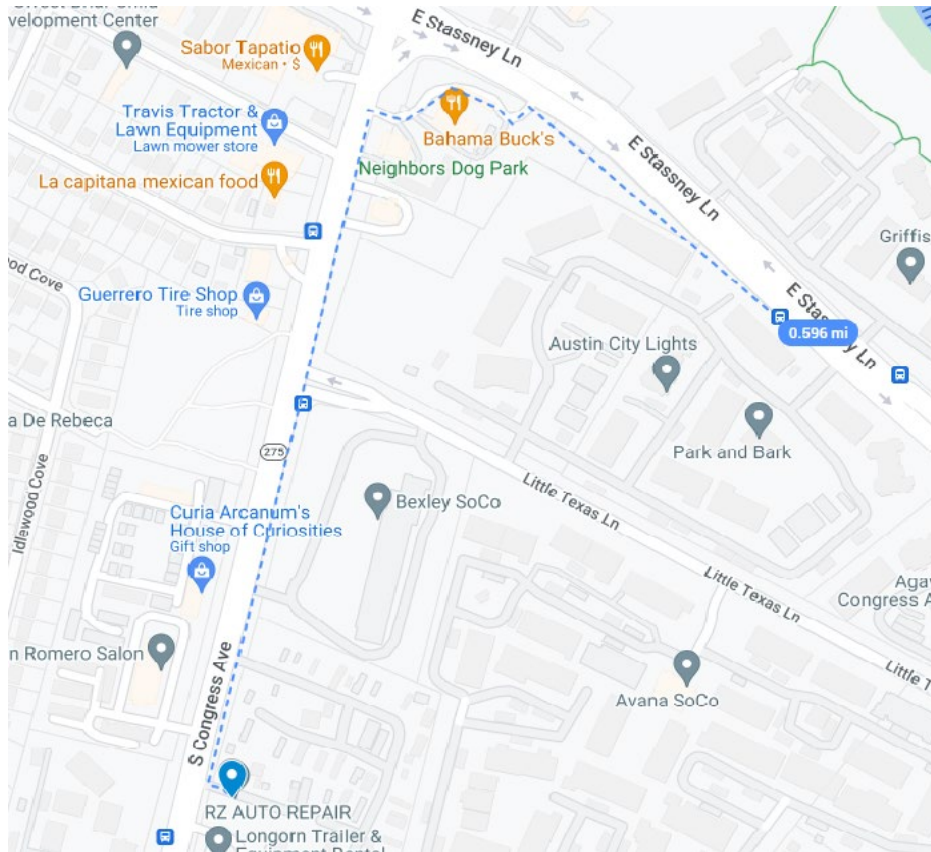 velopment Center
Sabor Tapatio
Mexican • $
E Stassney Ln
Travis Tractor &
Lawn Equipment
Lawn mower store
Bahama Buck's
La capitana mexican food
Neighbors Dog Park
E Stassney Ln
Griffis
Cove
Guerrero Tire Shop
Tire shop
E Stassney Ln
0.596 mi
Austin City Lights
a De Rebeca
275
Park and Bark
Idlewood Cove
Little Texas Ln
Bexley SoCo
Curia Arcanum's
House of Curiosities
Gift shop
Little Texas Ln
Congress A
n Romero Salon
S Congress Ave
Little T
Avana SoCo
RZ AUTO REPAIR
Longorn Trailer &